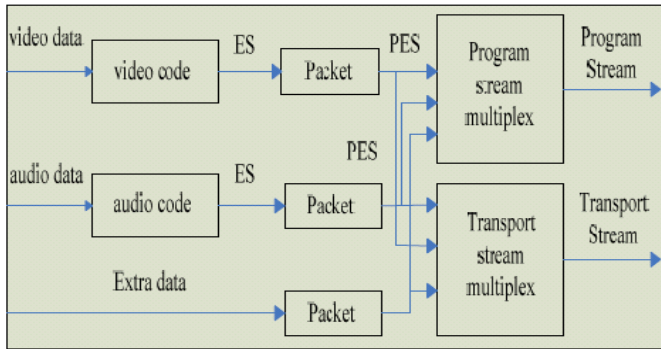 video data
video code
ES
Packet
PES
Program
stream
multiplex
Program
Stream
audio data
audio code
ES
Packet
PES
Transport
stream
multiplex
Transport
Stream
Extra data
Packet